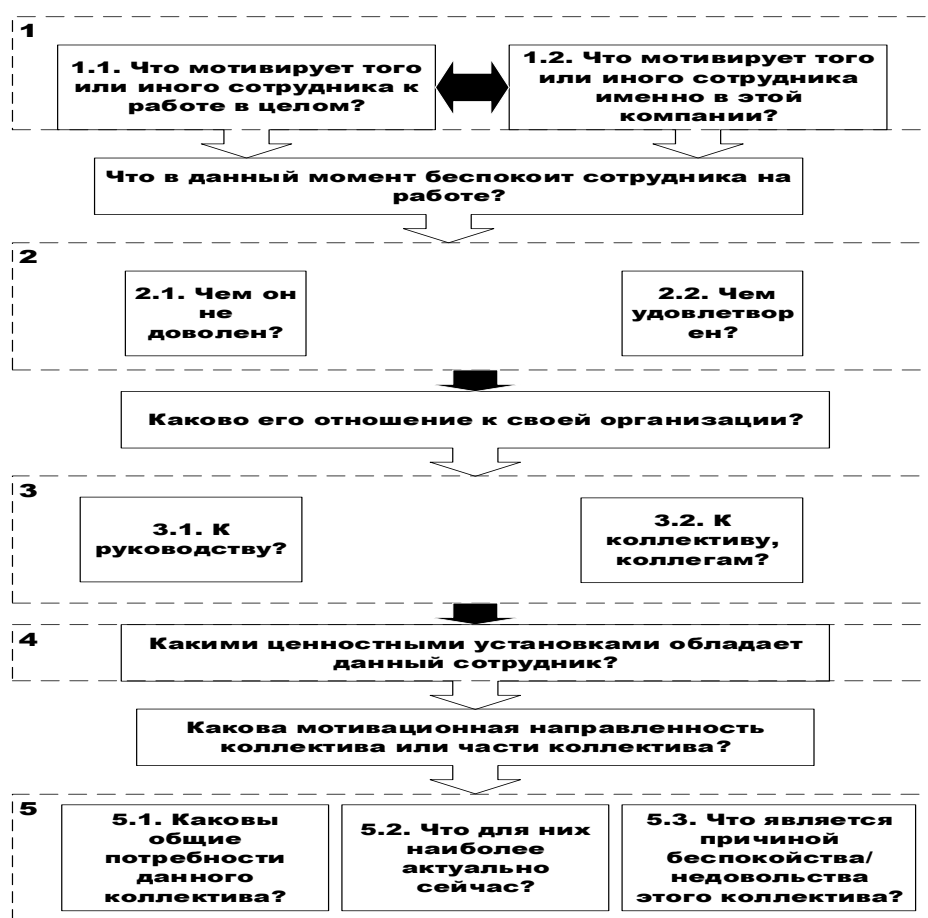 1
1.1. Что мотивирует того
или иного сотрудника к
работе в целом?
1.2. Что мотивирует того
или иного сотрудника
именно в этой
компании?
Что в данный момент беспокоит сотрудника на
работе?
2
2.1. Чем он
не
доволен?
2.2. Чем
удовлетвор
ен?
Каково его отношение к своей организации?
3
3.1. К
руководству?
3.2. К
коллективу,
коллегам?
4
Какими ценностными установками обладает
данный сотрудник?
Какова мотивационная направленность
коллектива или части коллектива?
5
5.1. Каковы
общие
потребности
данного
коллектива?
5.2. Что для них
наиболее
актуально
сейчас?
5.3. Что является
причиной
беспокойства/
недовольства
этого коллектива?